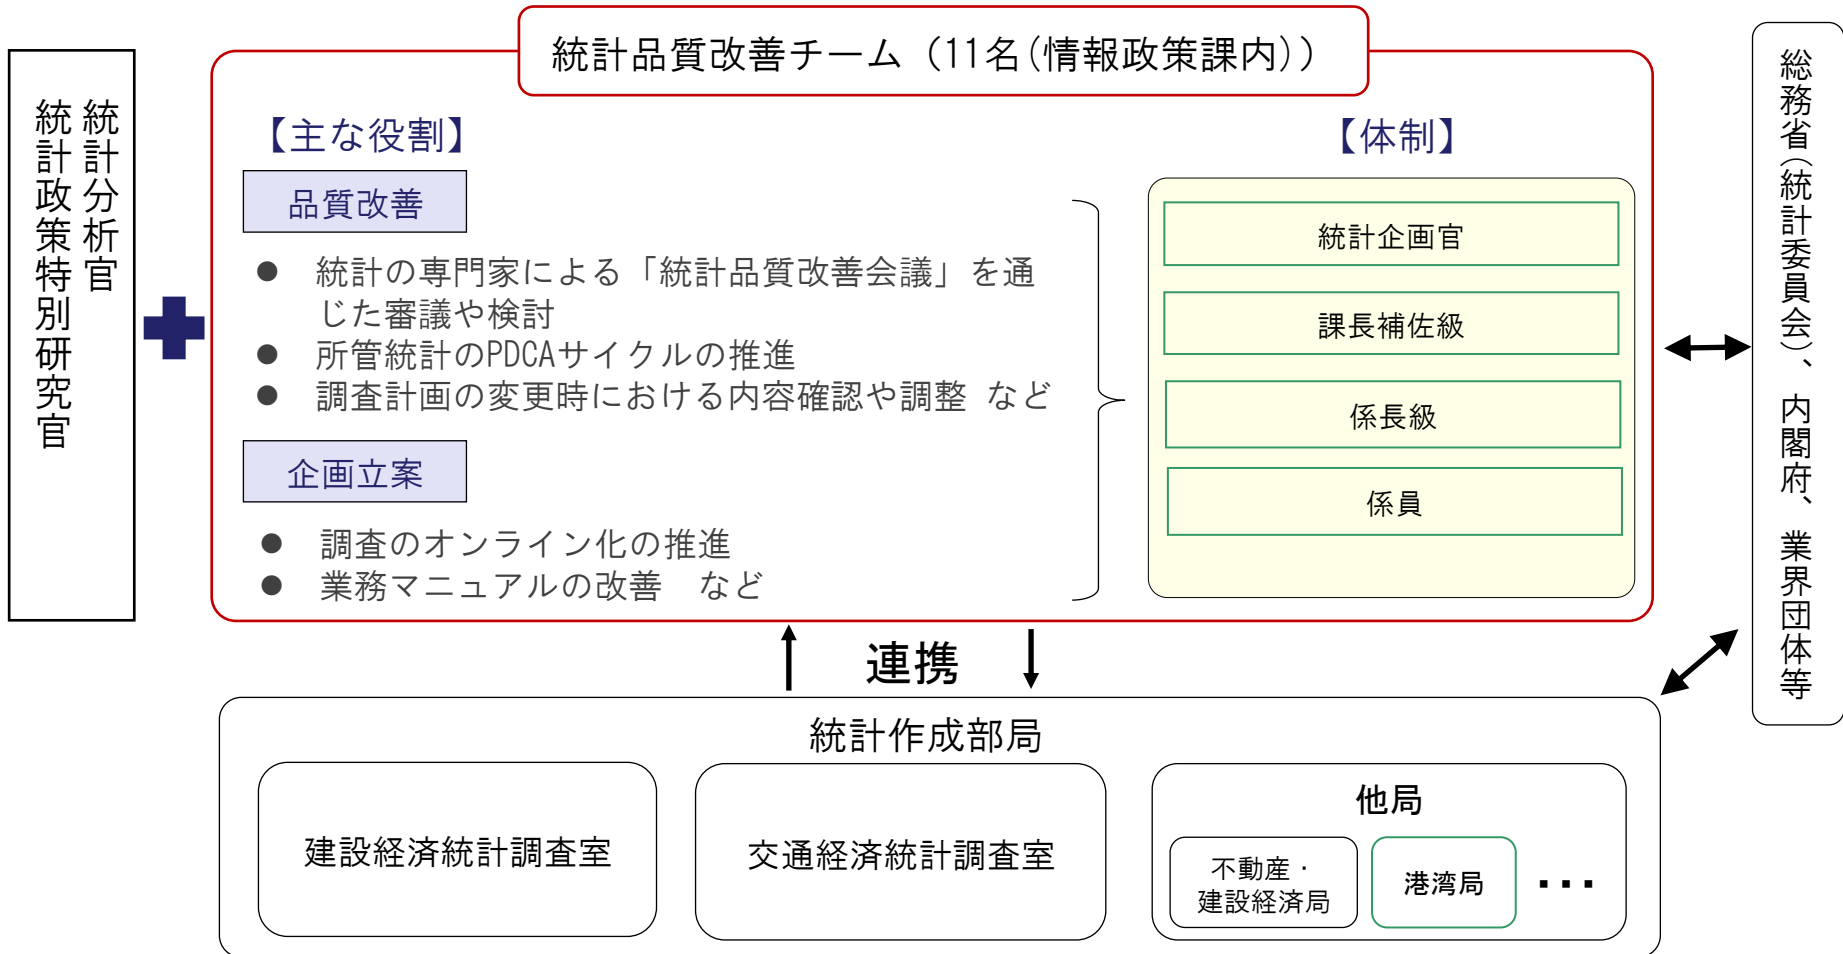 統計品質改善チーム（11名(情報政策課内)）
統計分析官
統計政策特別研究官
【主な役割】
品質改善
● 統計の専門家による「統計品質改善会議」を通
じた審議や検討
● 所管統計のPDCAサイクルの推進
● 調査計画の変更時における内容確認や調整 など
企画立案
● 調査のオンライン化の推進
● 業務マニュアルの改善　など
【体制】
統計企画官
課長補佐級
係長級
係員
総務省（統計委員会）、内閣府、業界団体等
連携
統計作成部局
建設経済統計調査室
交通経済統計調査室
他局
不動産・
建設経済局
港湾局
・・・